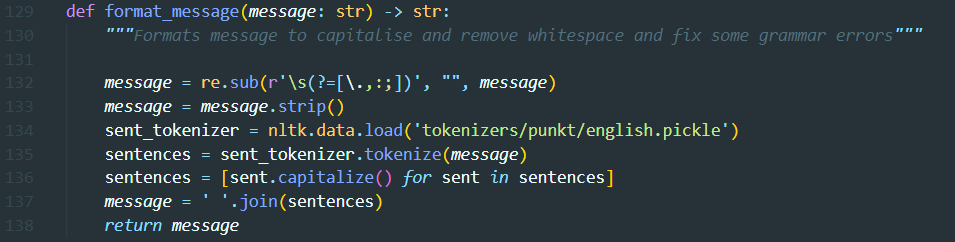 129 def format_message(message: str) -> str:
130 """Formats message to capitalise and remove whitespace and fix some grammar errors"""
131
132 message = re.sub(r'\s(?=[\.,:;])', "", message)
133 message = message.strip()
134 sent_tokenizer = nltk.data.load('tokenizers/punkt/english.pickle')
135 sentences = sent_tokenizer.tokenize(message)
136 sentences = [sent.capitalize() for sent in sentences]
137 message = ' '.join(sentences)
138 return message